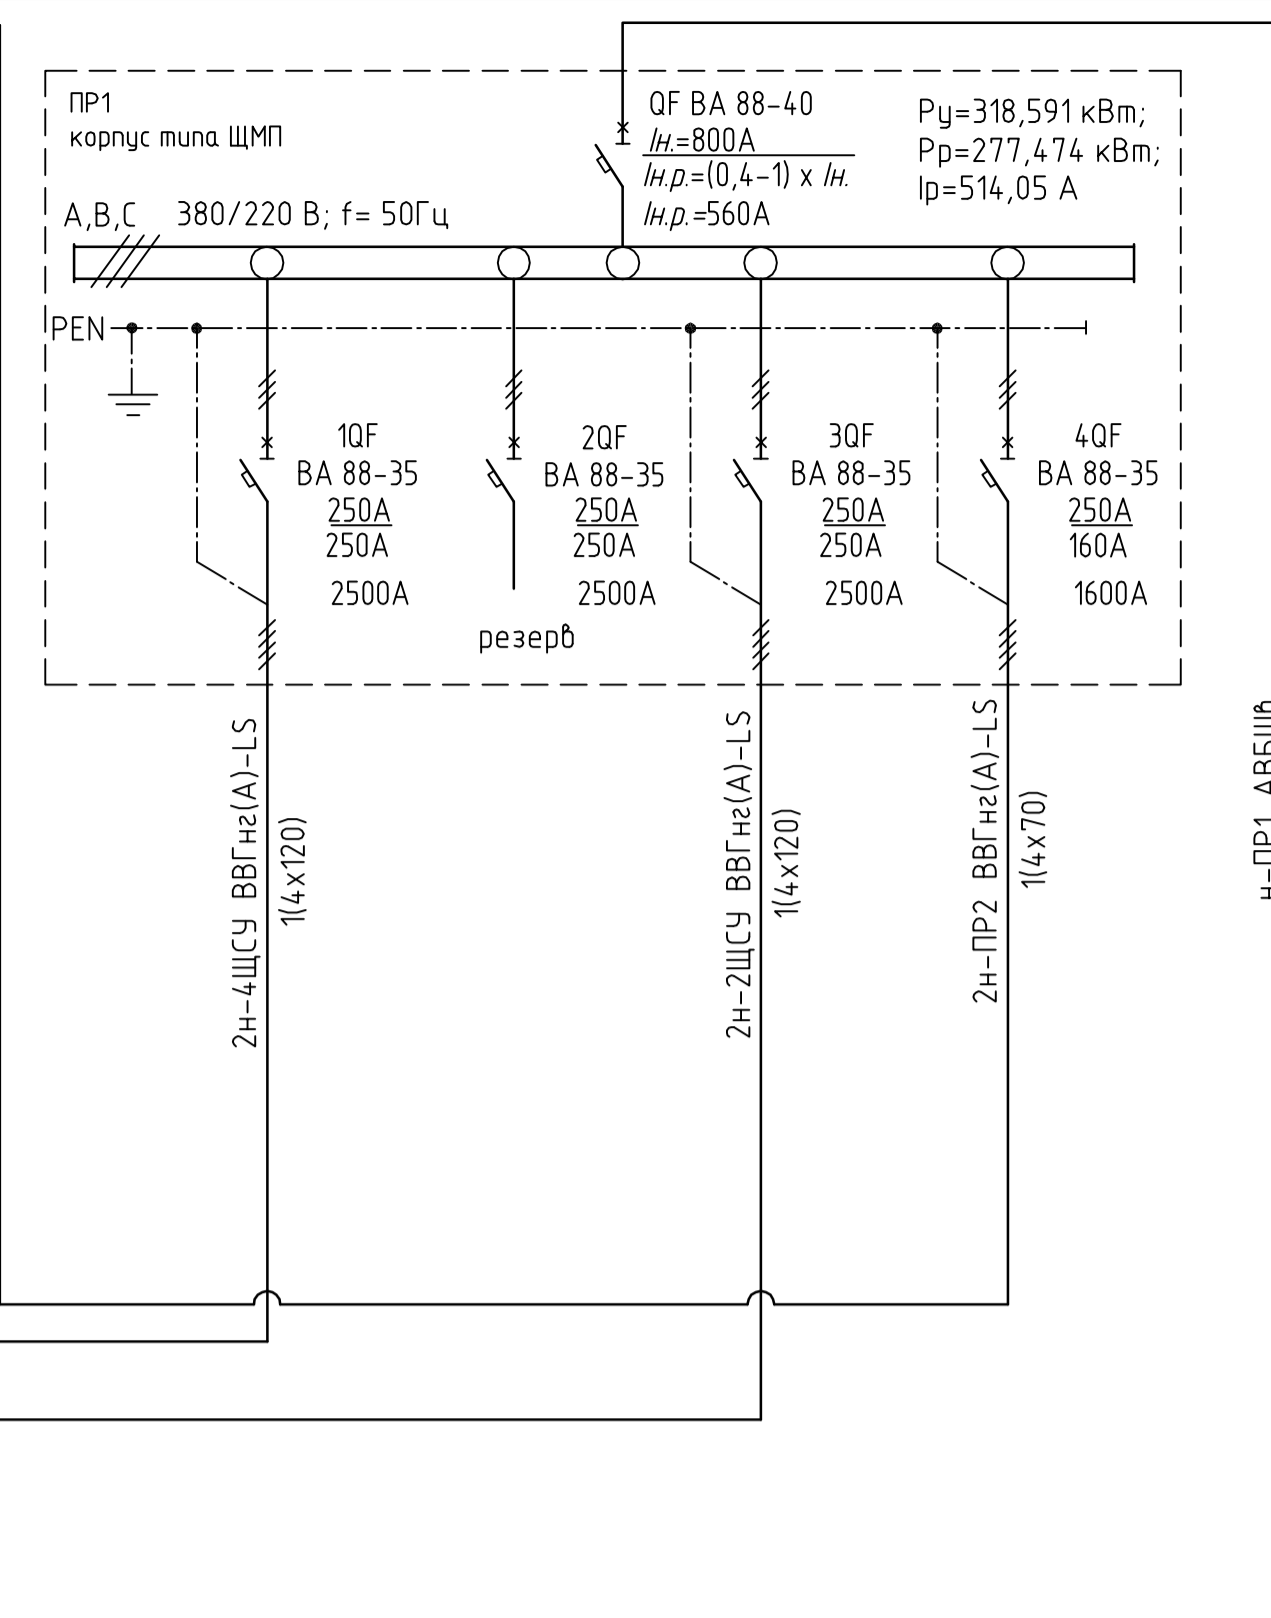 ПР1
корпус типа ЩМП
QF ВА 88-40
Iн.=800А
Iн.р.=(0,4-1) х Iн.
Iн.р.=560А
Ру=318,591 кВт;
Рр=277,474 кВт;
Iр=514,05 А
А,В,С 380/220 В; f= 50Гц
PEN
1QF
ВА 88-35
250А
250А
2500А
2QF
ВА 88-35
250А
250А
2500А
резерв
3QF
ВА 88-35
250А
250А
2500А
4QF
ВА 88-35
250А
160А
1600А
2н-4ЩСУ ВВГнг(А)-LS
1(4х120)
2н-2ЩСУ ВВГнг(А)-LS
1(4х120)
2н-ПР2 ВВГнг(А)-LS
1(4х70)
н-ПР1 АВБШв